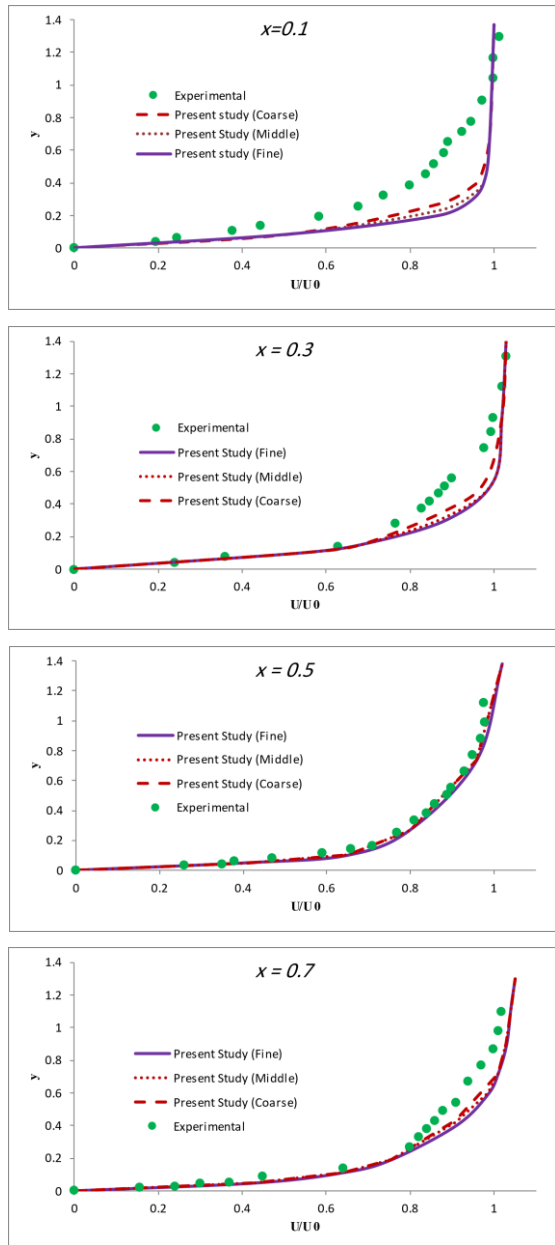 x=0.1
1.4
1.2
1
0.8
0.6
0.4
0.2
0
y
Experimental
Present study (Coarse)
Present Study (Middle)
Present study (Fine)
0 0.2 0.4 0.6 0.8 1
U/U0
x = 0.3
1.4
1.2
1
0.8
0.6
0.4
0.2
0
y
Experimental
Present Study (Fine)
Present Study (Middle)
Present Study (Coarse)
0 0.2 0.4 0.6 0.8 1
U/U0
x = 0.5
1.4
1.2
1
0.8
0.6
0.4
0.2
0
y
Present Study (Fine)
Present Study (Middle)
Present Study (Coarse)
Experimental
0 0.2 0.4 0.6 0.8 1
U/U0
x = 0.7
1.4
1.2
1
0.8
0.6
0.4
0.2
0
y
Present Study (Fine)
Present Study (Middle)
Present Study (Coarse)
Experimental
0 0.2 0.4 0.6 0.8 1
U/U0